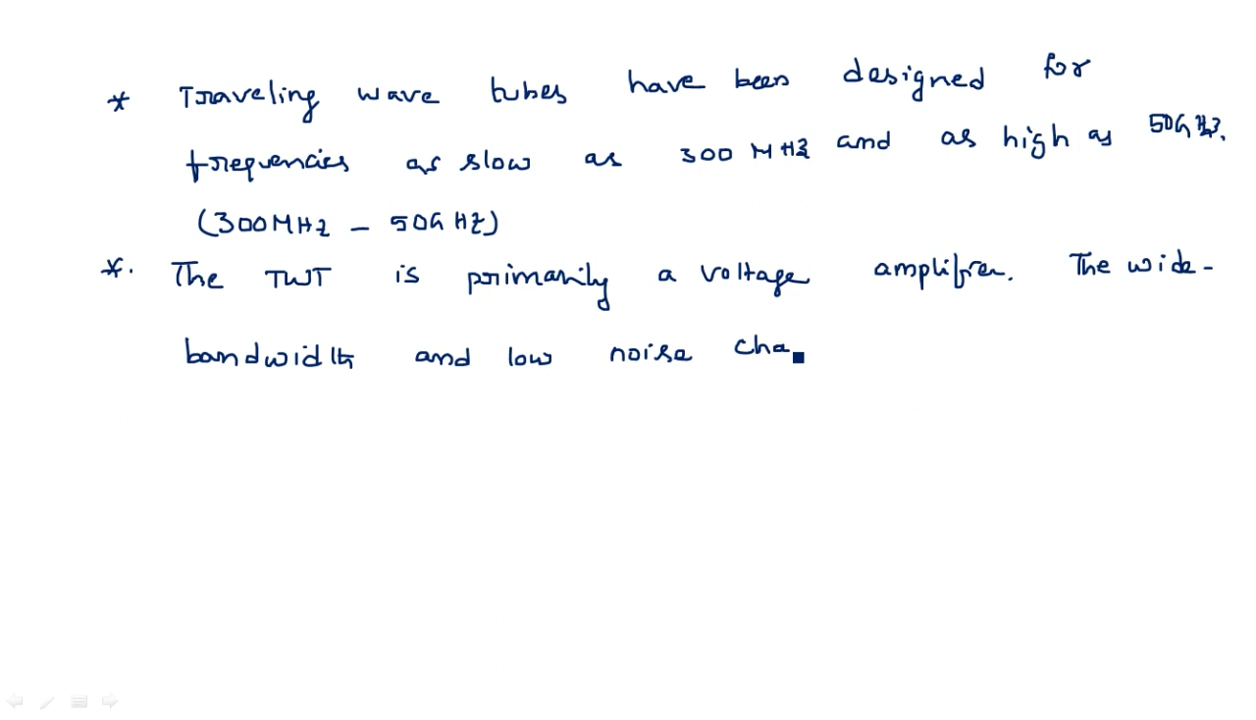 * Traveling wave tubes have been designed for
frequencies as slow as 300 MHz and as high as 50GHz.
(300MHz - 50GHz)
*. The TWT is primarily a voltage amplifier. The wide-
bandwidth and low noise cha